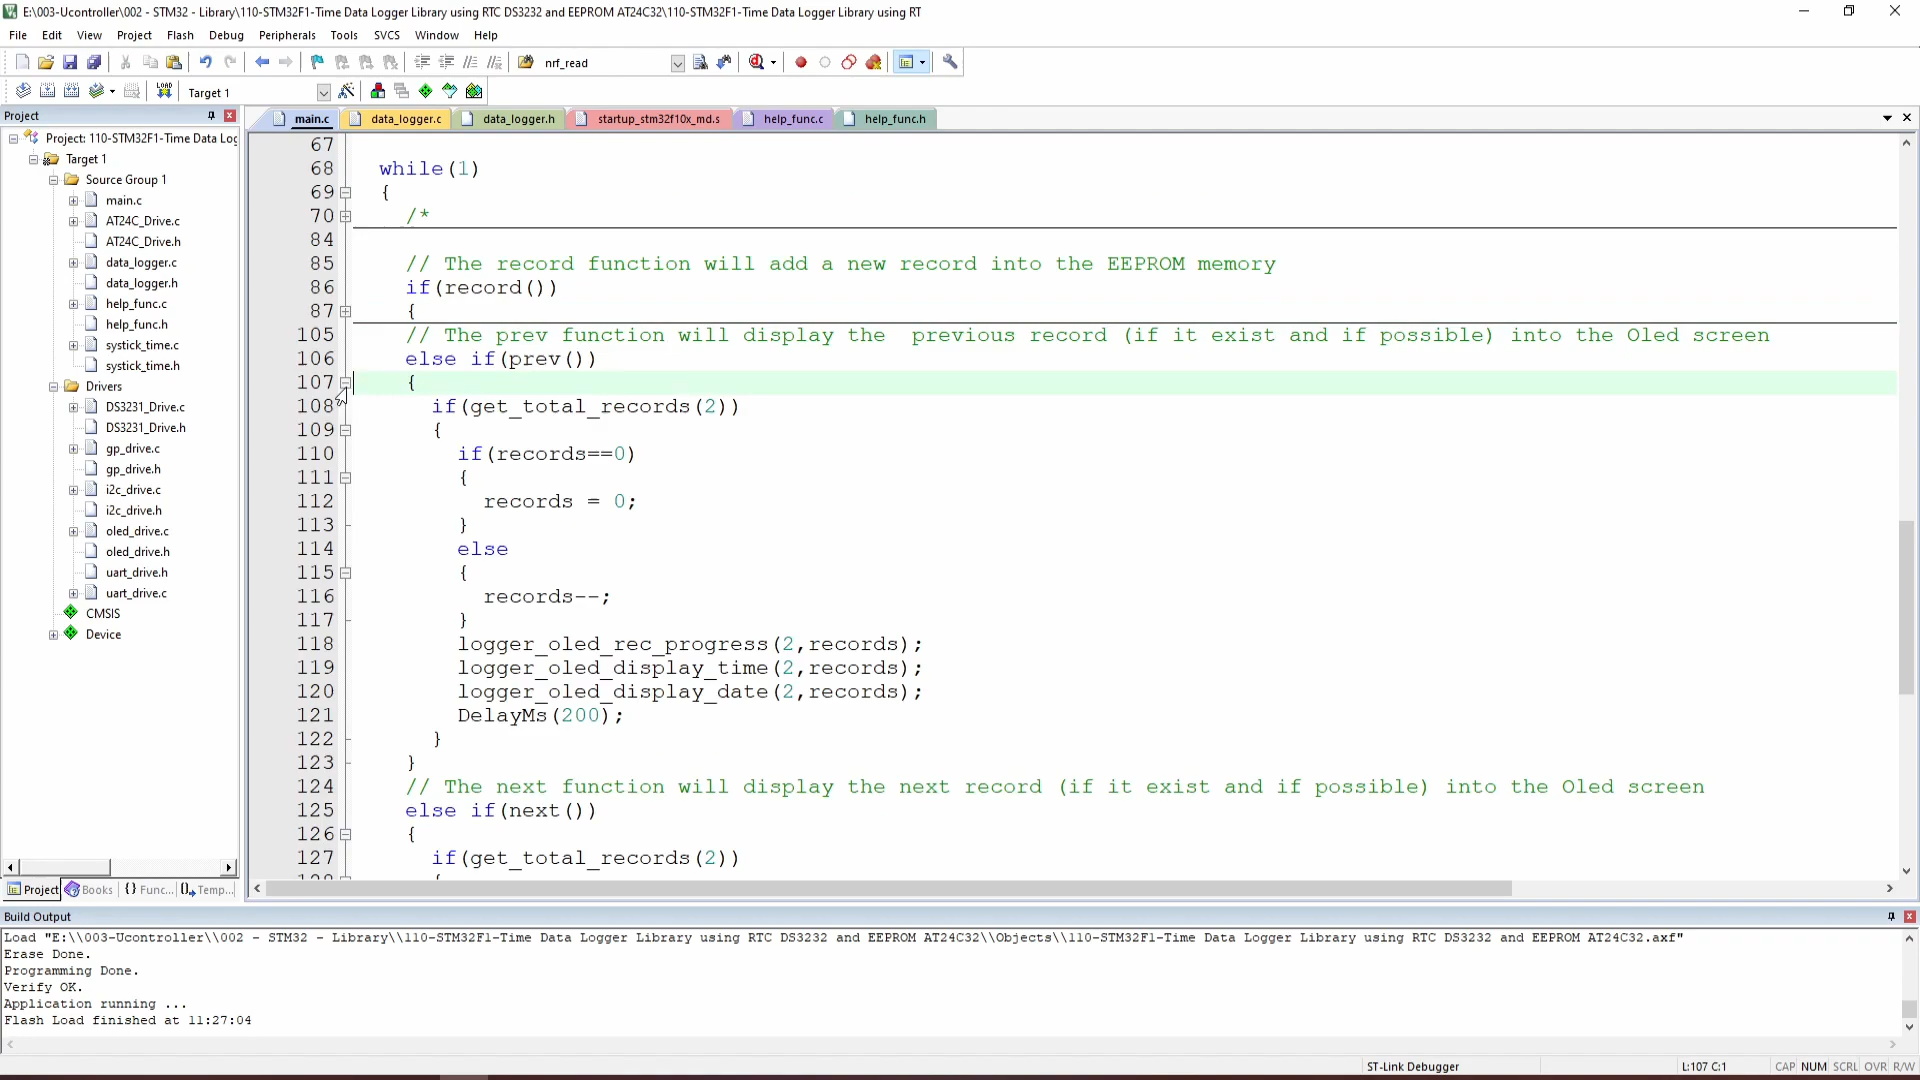 E:\003-Ucontroller\002 - STM32 - Library\110-STM32F1-Time Data Logger Library using RTC DS3232 and EEPROM AT24C32\110-STM32F1-Time Data Logger Library using RT
File Edit View Project Flash Debug Peripherals Tools SVCS Window Help
nrf_read
LOAD Target 1
Project
main.c data_logger.c data_logger.h startup_stm32f10x_md.s help_func.c help_func.h
Project: 110-STM32F1-Time Data Log
Target 1
Source Group 1
main.c
AT24C_Drive.c
AT24C_Drive.h
data_logger.c
data_logger.h
help_func.c
help_func.h
systick_time.c
systick_time.h
Drivers
DS3231_Drive.c
DS3231_Drive.h
gp_drive.c
gp_drive.h
i2c_drive.c
i2c_drive.h
oled_drive.c
oled_drive.h
uart_drive.h
uart_drive.c
CMSIS
Device
Project Books {} Func... Temp...
67
68 while(1)
69 {
70 /*
84
85 // The record function will add a new record into the EEPROM memory
86 if(record())
87 {
105 // The prev function will display the  previous record (if it exist and if possible) into the Oled screen
106 else if(prev())
107 {
108 if(get_total_records(2))
109 {
110 if(records==0)
111 {
112 records = 0;
113 }
114 else
115 {
116 records--;
117 }
118 logger_oled_rec_progress(2,records);
119 logger_oled_display_time(2,records);
120 logger_oled_display_date(2,records);
121 DelayMs(200);
122 }
123 }
124 // The next function will display the next record (if it exist and if possible) into the Oled screen
125 else if(next())
126 {
127 if(get_total_records(2))
Build Output
Load "E:\\003-Ucontroller\\002 - STM32 - Library\\110-STM32F1-Time Data Logger Library using RTC DS3232 and EEPROM AT24C32\\Objects\\110-STM32F1-Time Data Logger Library using RTC DS3232 and EEPROM AT24C32.axf"
Erase Done.
Programming Done.
Verify OK.
Application running ...
Flash Load finished at 11:27:04
ST-Link Debugger L:107 C:1 CAP NUM SCRL OVR R/W